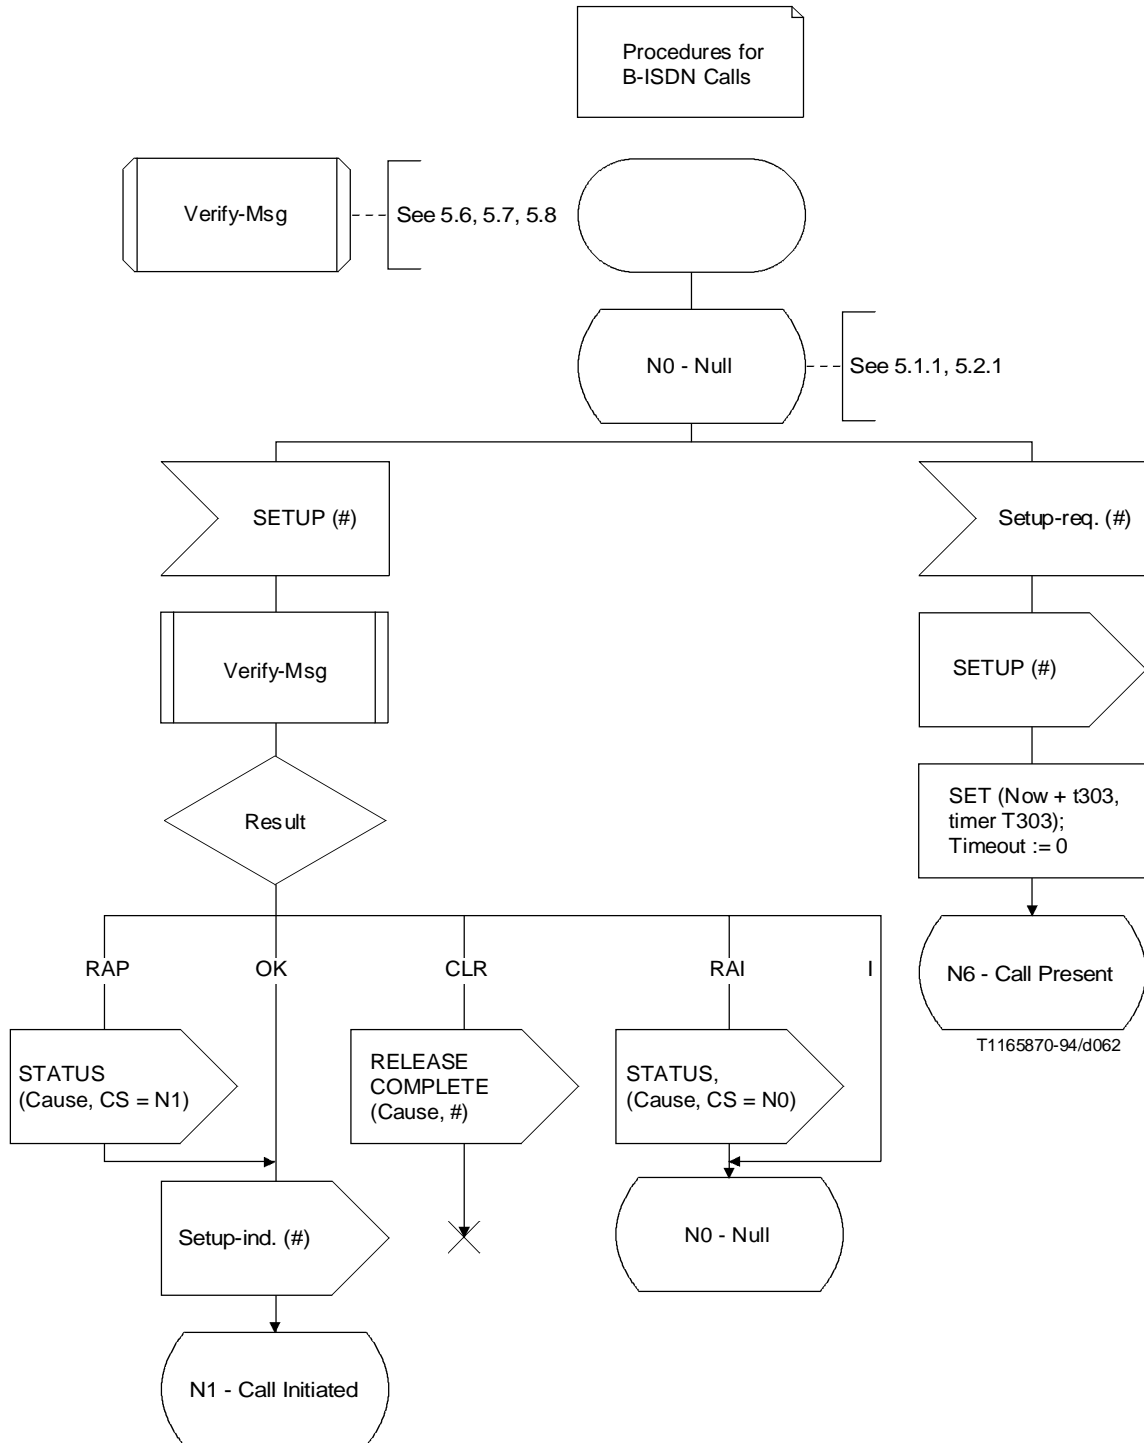 Procedures for
B-ISDN Calls
Verify-Msg
See 5.6, 5.7, 5.8
N0 - Null
See 5.1.1, 5.2.1
SETUP (#)
Setup-req. (#)
Verify-Msg
SETUP (#)
Result
SET (Now + t303,
timer T303);
Timeout := 0
RAP
OK
CLR
RAI
I
N6 - Call Present
T1165870-94/d062
STATUS
(Cause, CS = N1)
RELEASE
COMPLETE
(Cause, #)
STATUS,
(Cause, CS = N0)
Setup-ind. (#)
N0 - Null
N1 - Call Initiated